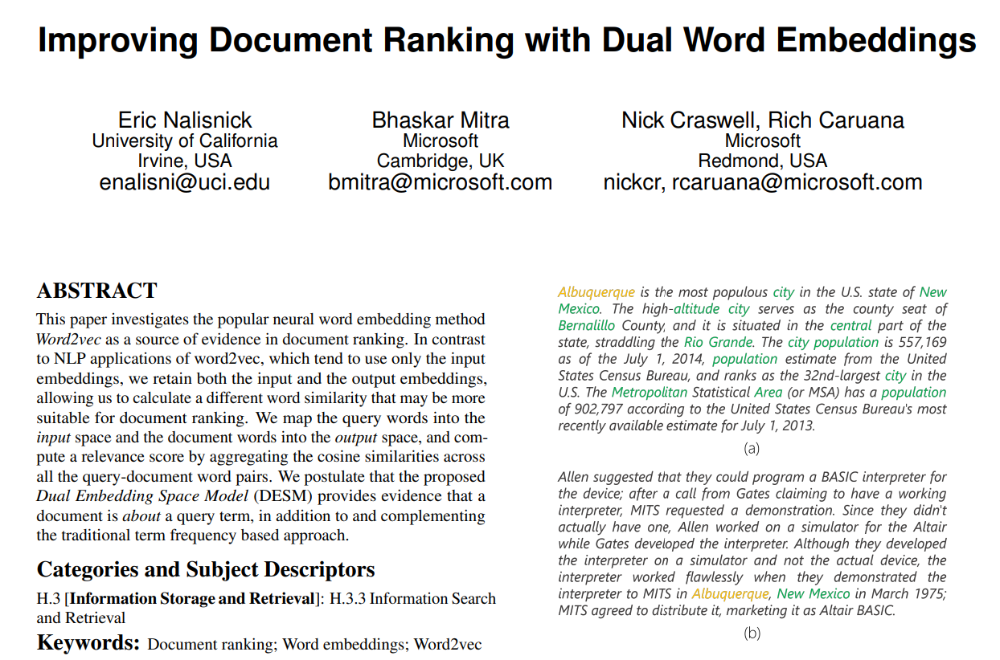 Improving Document Ranking with Dual Word Embeddings
Eric Nalisnick
University of California
Irvine, USA
enalisni@uci.edu
Bhaskar Mitra
Microsoft
Cambridge, UK
bmitra@microsoft.com
Nick Craswell, Rich Caruana
Microsoft
Redmond, USA
nickcr, rcaruana@microsoft.com
ABSTRACT
This paper investigates the popular neural word embedding method
Word2vec as a source of evidence in document ranking. In contrast
to NLP applications of word2vec, which tend to use only the input
embeddings, we retain both the input and the output embeddings,
allowing us to calculate a different word similarity that may be more
suitable for document ranking. We map the query words into the
input space and the document words into the output space, and com-
pute a relevance score by aggregating the cosine similarities across
all the query-document word pairs. We postulate that the proposed
Dual Embedding Space Model (DESM) provides evidence that a
document is about a query term, in addition to and complementing
the traditional term frequency based approach.
Categories and Subject Descriptors
H.3 [Information Storage and Retrieval]: H.3.3 Information Search
and Retrieval
Keywords: Document ranking; Word embeddings; Word2vec
Albuquerque is the most populous city in the U.S. state of New
Mexico. The high-altitude city serves as the county seat of
Bernalillo County, and it is situated in the central part of the
state, straddling the Rio Grande. The city population is 557,169
as of the July 1, 2014, population estimate from the United
States Census Bureau, and ranks as the 32nd-largest city in the
U.S. The Metropolitan Statistical Area (or MSA) has a population
of 902,797 according to the United States Census Bureau's most
recently available estimate for July 1, 2013.
(a)
Allen suggested that they could program a BASIC interpreter for
the device; after a call from Gates claiming to have a working
interpreter, MITS requested a demonstration. Since they didn't
actually have one, Allen worked on a simulator for the Altair
while Gates developed the interpreter. Although they developed
the interpreter on a simulator and not the actual device, the
interpreter worked flawlessly when they demonstrated the
interpreter to MITS in Albuquerque, New Mexico in March 1975;
MITS agreed to distribute it, marketing it as Altair BASIC.
(b)